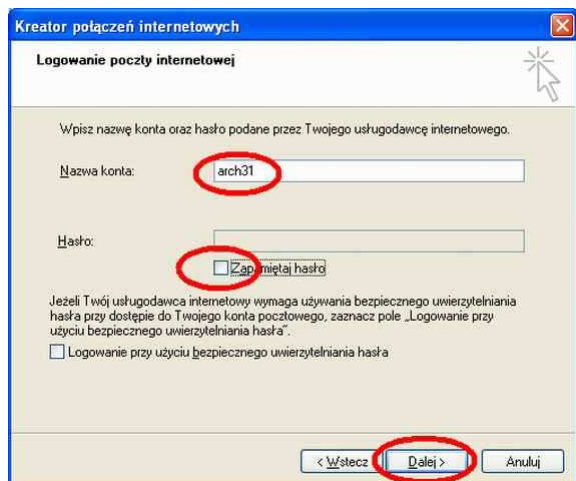 Kreator połączeń internetowych
Logowanie poczty internetowej
Wpisz nazwę konta oraz hasło podane przez Twojego usługodawcę internetowego.
Nazwa konta: arch31
Hasło:
Zapamiętaj hasło
Jeżeli Twój usługodawca internetowy wymaga używania bezpiecznego uwierzytelniania
hasła przy dostępie do Twojego konta pocztowego, zaznacz pole „Logowanie przy
użyciu bezpiecznego uwierzytelniania hasła”.
Logowanie przy użyciu bezpiecznego uwierzytelniania hasła
< Wstecz Dalej > Anuluj